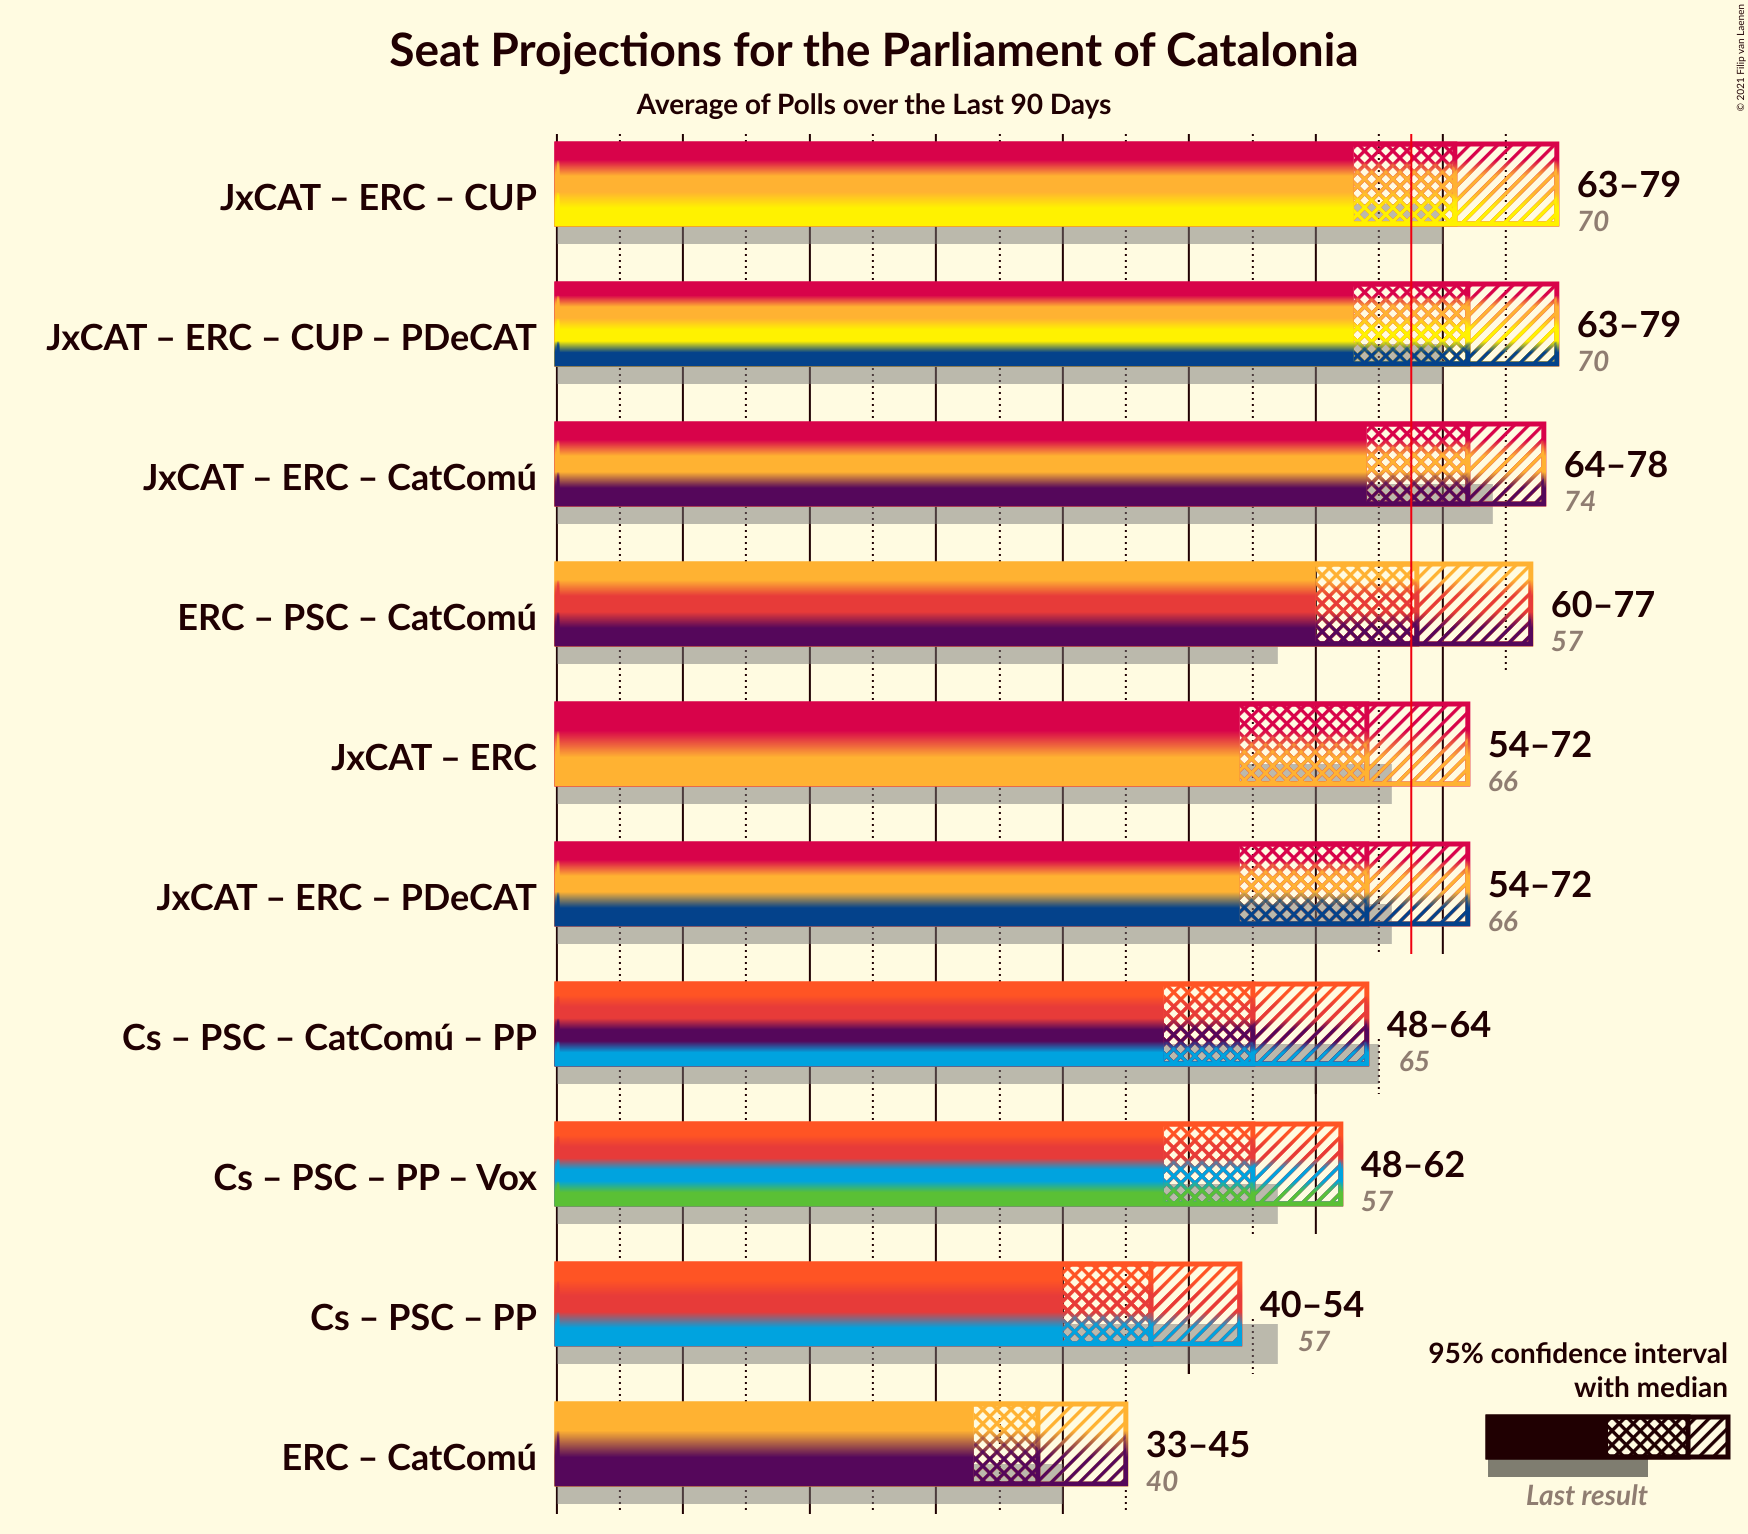 Seat Projections for the Parliament of Catalonia
Average of Polls over the Last 90 Days
© 2021 Filip van Laenen
JxCAT – ERC – CUP
63–79
70
JxCAT – ERC – CUP – PDeCAT
63–79
70
JxCAT – ERC – CatComú
64–78
74
ERC – PSC – CatComú
60–77
57
JxCAT – ERC
54–72
66
JxCAT – ERC – PDeCAT
54–72
66
Cs – PSC – CatComú – PP
48–64
65
Cs – PSC – PP – Vox
48–62
57
Cs – PSC – PP
40–54
57
ERC – CatComú
33–45
40
95% confidence interval
with median
Last result